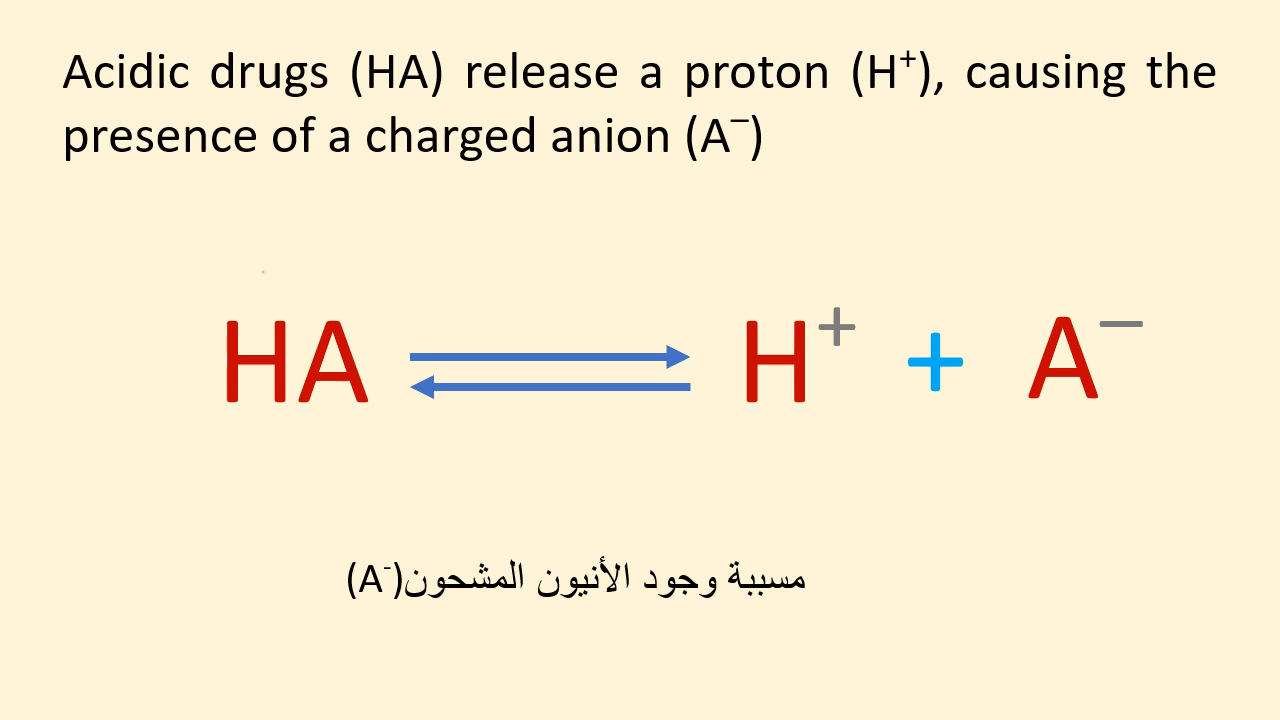 Acidic drugs (HA) release a proton (H⁺), causing the
presence of a charged anion (A⁻)
HA ⇌ H⁺ + A⁻
مسببة وجود الأنيون المشحون(A⁻)